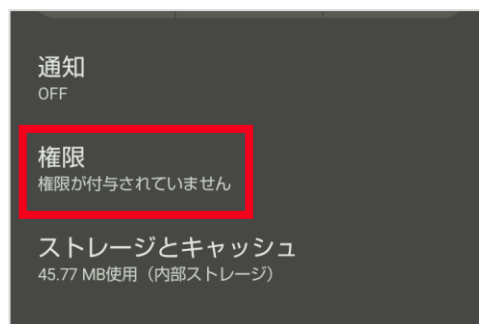 通知
OFF
権限
権限が付与されていません
ストレージとキャッシュ
45.77 MB使用（内部ストレージ）